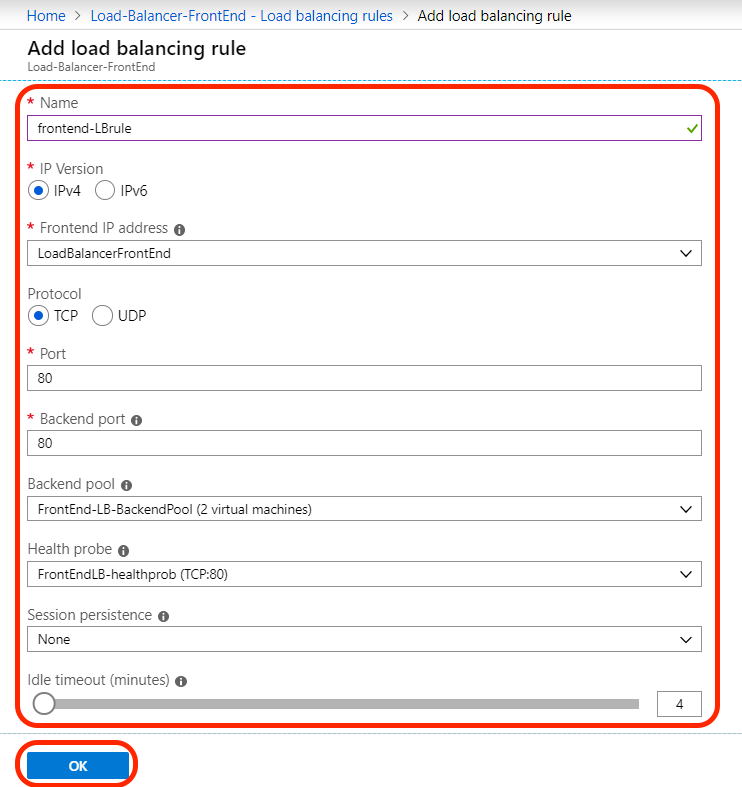 Home > Load-Balancer-FrontEnd - Load balancing rules > Add load balancing rule
Add load balancing rule
Load-Balancer-FrontEnd
* Name
frontend-LBrule
* IP Version
IPv4 IPv6
* Frontend IP address
LoadBalancerFrontEnd
Protocol
TCP UDP
* Port
80
* Backend port
80
Backend pool
FrontEnd-LB-BackendPool (2 virtual machines)
Health probe
FrontEndLB-healthprob (TCP:80)
Session persistence
None
Idle timeout (minutes)
4
OK